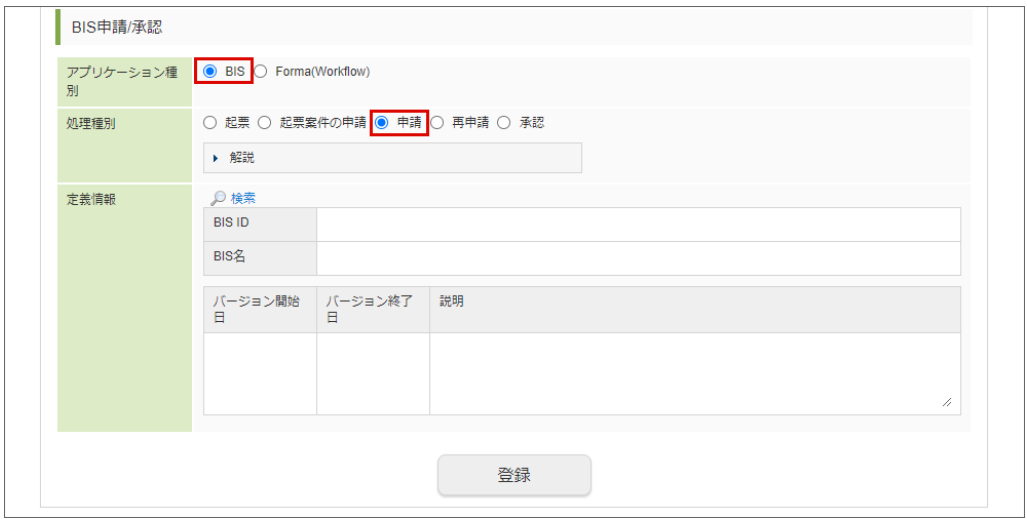 BIS申請/承認
アプリケーション種別
BIS Forma(Workflow)
処理種別
起票 起票案件の申請 申請 再申請 承認
解説
定義情報
検索
BIS ID
BIS名
バージョン開始日 バージョン終了日 説明
登録